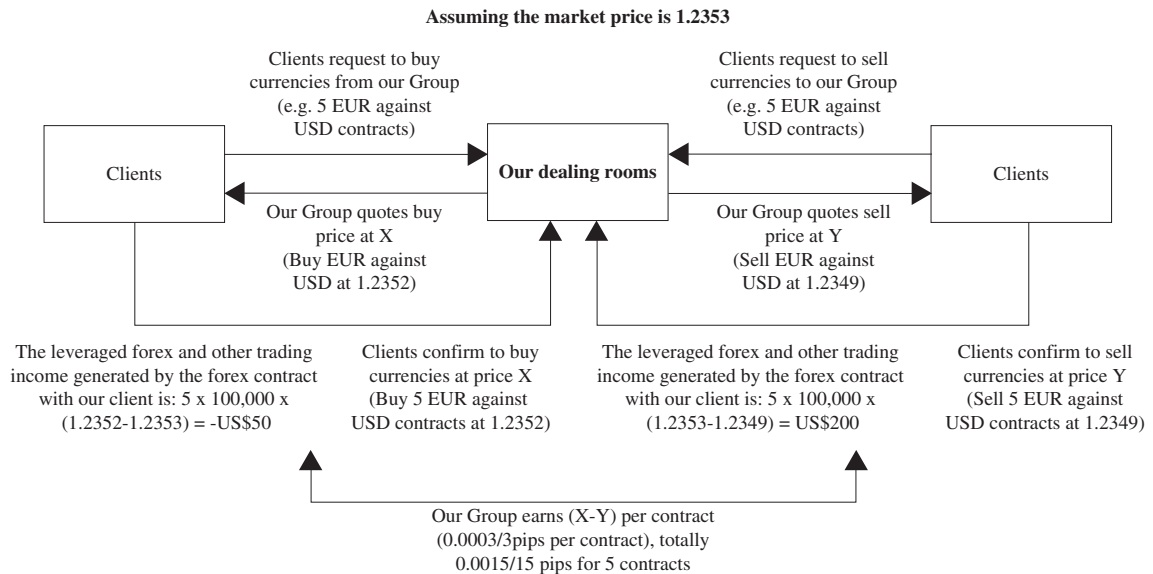 Assuming the market price is 1.2353
Clients request to buy
currencies from our Group
(e.g. 5 EUR against
USD contracts)
Clients request to sell
currencies to our Group
(e.g. 5 EUR against
USD contracts)
Clients
Our dealing rooms
Clients
Our Group quotes buy
price at X
(Buy EUR against
USD at 1.2352)
Our Group quotes sell
price at Y
(Sell EUR against
USD at 1.2349)
The leveraged forex and other trading
income generated by the forex contract
with our client is: 5 x 100,000 x
(1.2352-1.2353) = -US$50
Clients confirm to buy
currencies at price X
(Buy 5 EUR against
USD contracts at 1.2352)
The leveraged forex and other trading
income generated by the forex contract
with our client is: 5 x 100,000 x
(1.2353-1.2349) = US$200
Clients confirm to sell
currencies at price Y
(Sell 5 EUR against
USD contracts at 1.2349)
Our Group earns (X-Y) per contract
(0.0003/3pips per contract), totally
0.0015/15 pips for 5 contracts